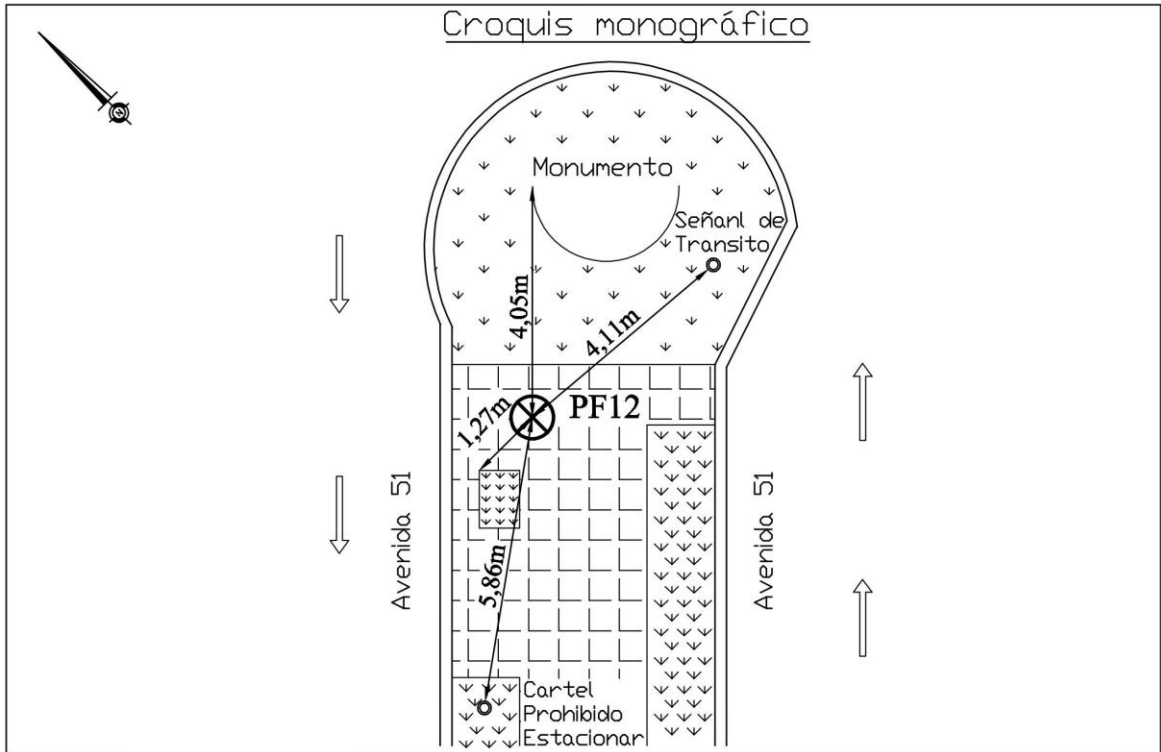 Croquis monográfico
N
Monumento
Señanl de
Transito
4,05m
4,11m
1,27m
PF12
5,86m
Avenida 51
Avenida 51
Cartel
Prohibido
Estacionar